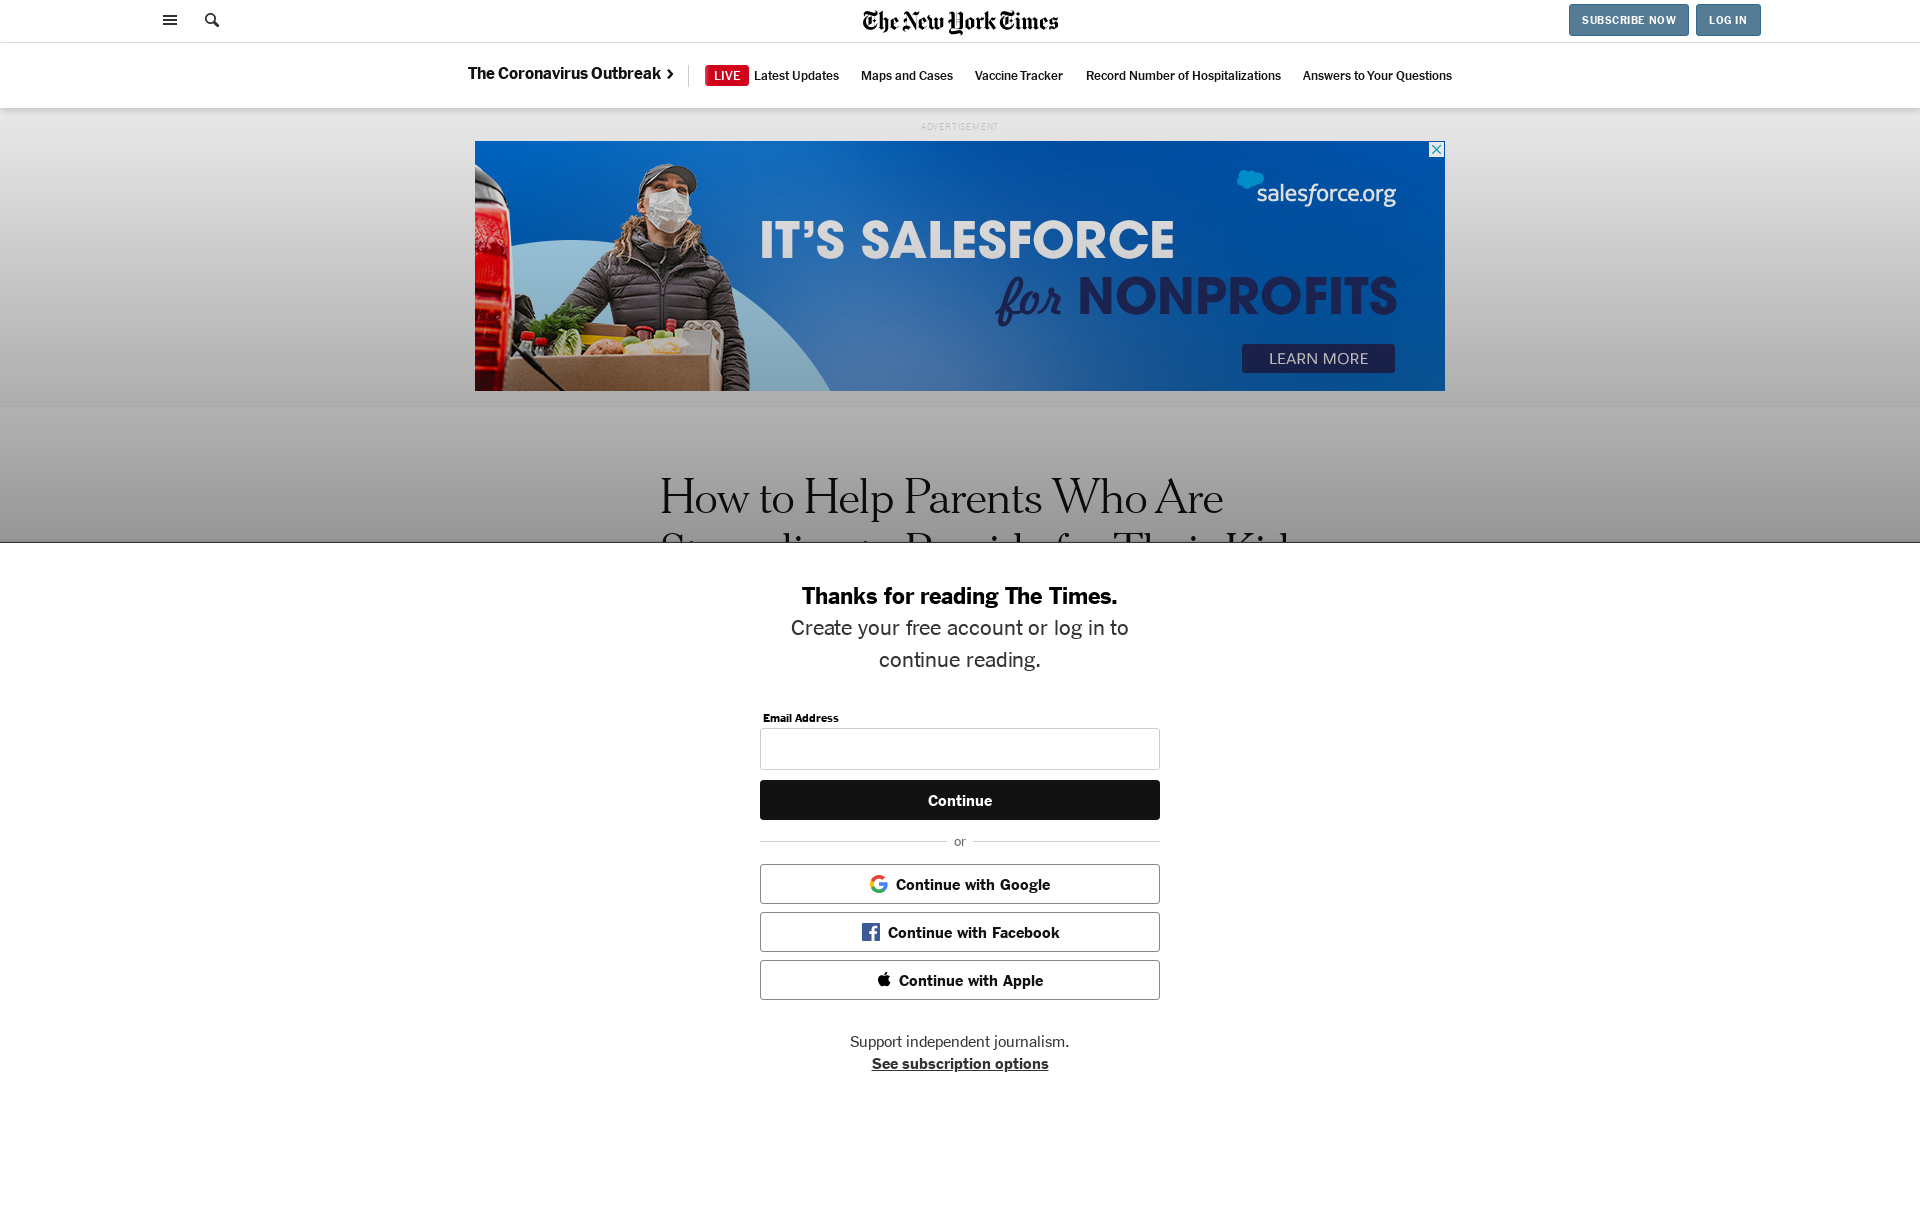 The New York Times
SUBSCRIBE NOW
LOG IN
The Coronavirus Outbreak
LIVE Latest Updates
Maps and Cases
Vaccine Tracker
Record Number of Hospitalizations
Answers to Your Questions
ADVERTISEMENT
salesforce.org
IT'S SALESFORCE
for NONPROFITS
LEARN MORE
How to Help Parents Who Are
Thanks for reading The Times.
Create your free account or log in to
continue reading.
Email Address
Continue
or
Continue with Google
Continue with Facebook
Continue with Apple
Support independent journalism.
See subscription options